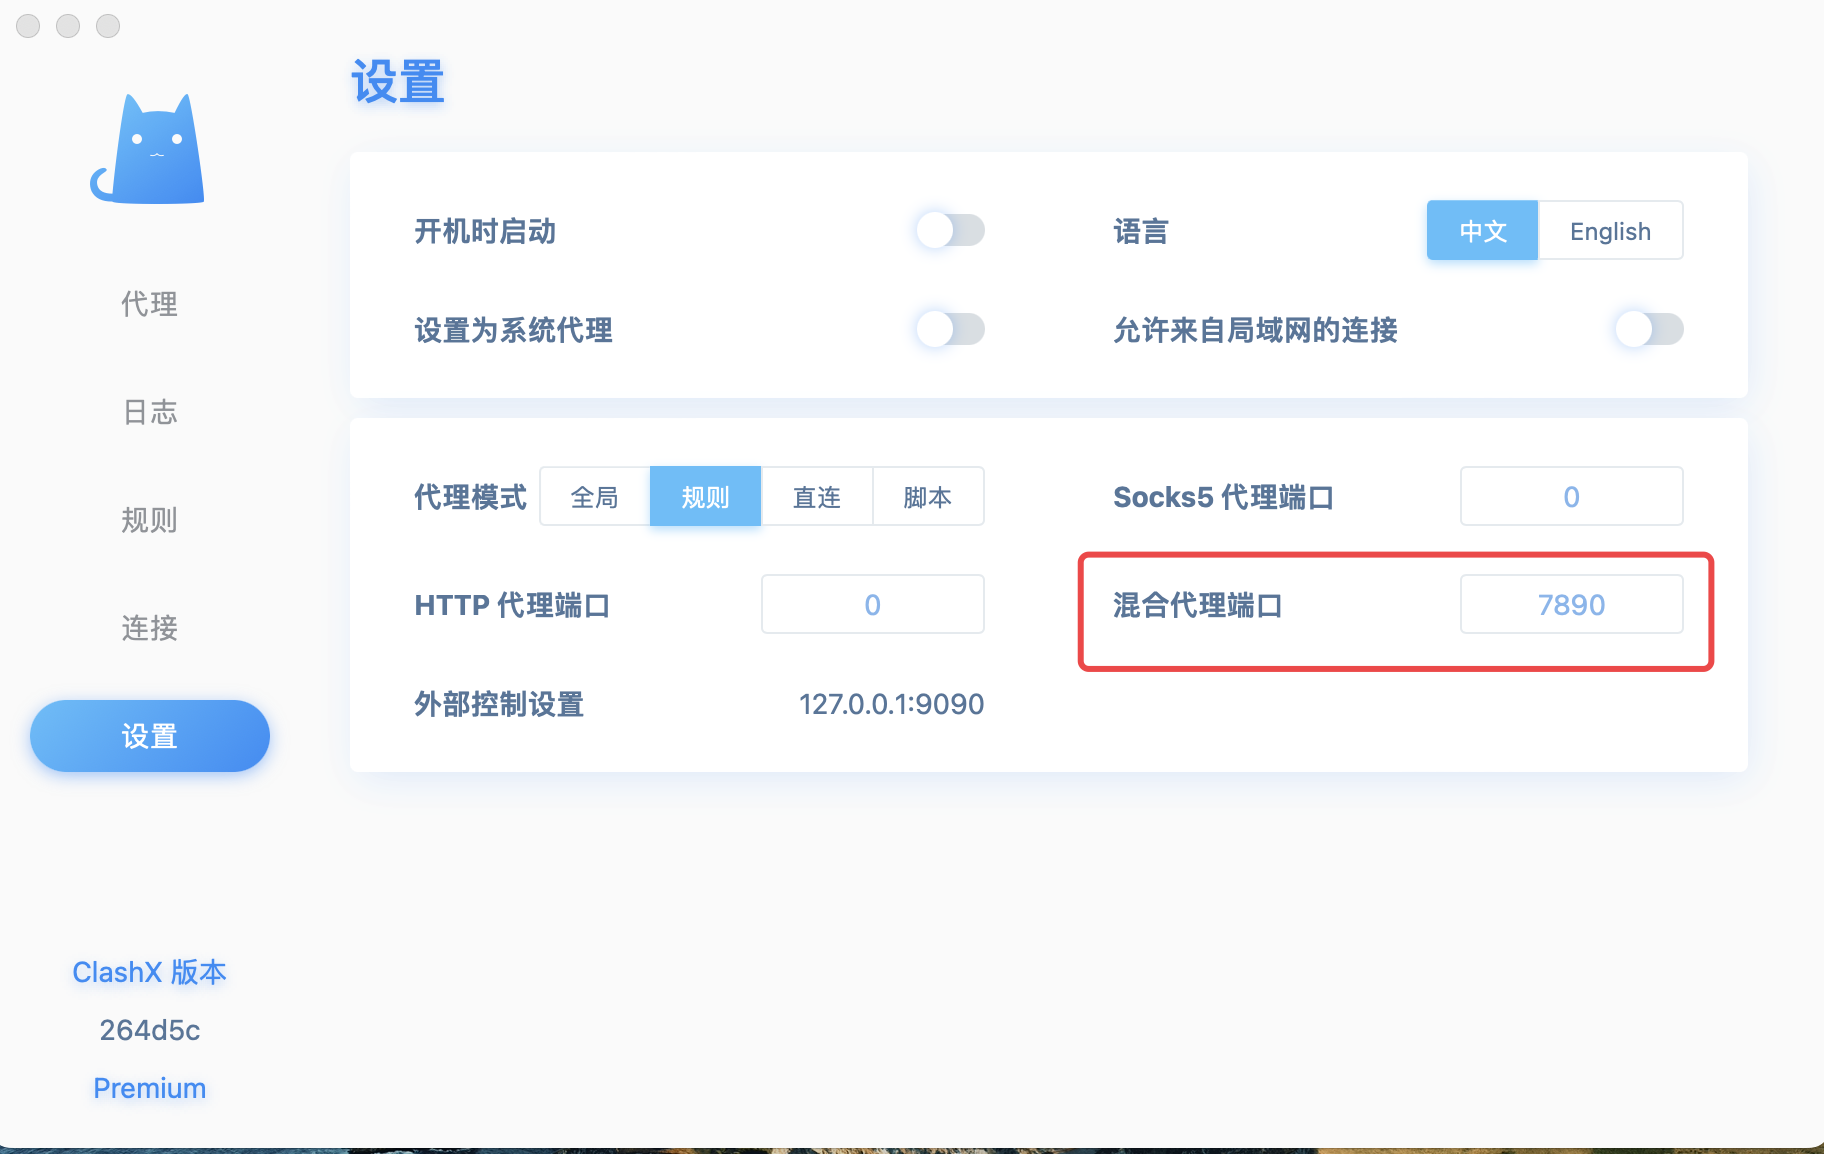 设置
开机时启动
语言
中文 English
设置为系统代理
允许来自局域网的连接
代理
日志
规则
连接
设置
代理模式 全局 规则 直连 脚本
Socks5 代理端口 0
HTTP 代理端口 0
混合代理端口 7890
外部控制设置 127.0.0.1:9090
ClashX 版本
264d5c
Premium